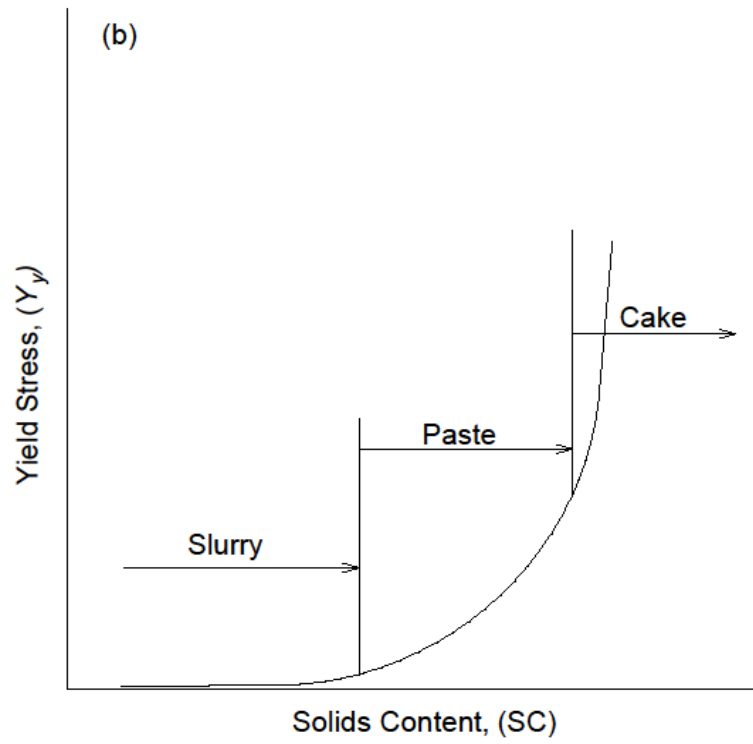 (b)
Cake
Paste
Slurry
Yield Stress, (Yy)
Solids Content, (SC)